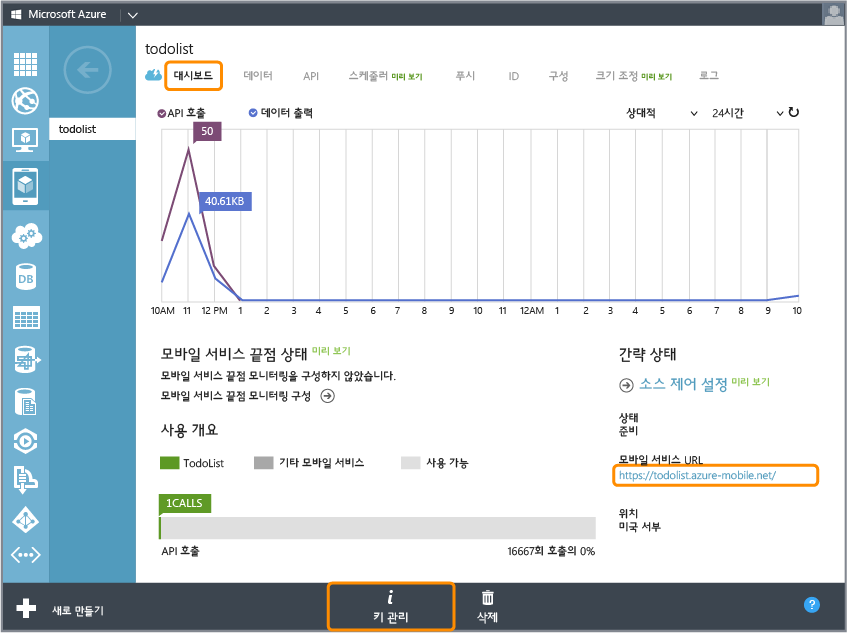 Microsoft Azure
todolist
todolist
대시보드 데이터 API 스케줄러 미리 보기 푸시 ID 구성 크기 조정 미리 보기 로그
API 호출 데이터 출력 상대적 24시간
50
40.61KB
10AM 11 12 PM 1 2 3 4 5 6 7 8 9 10 11 12AM 1 2 3 4 5 6 7 8 9 10
모바일 서비스 끝점 상태 미리 보기
모바일 서비스 끝점 모니터링을 구성하지 않았습니다.
모바일 서비스 끝점 모니터링 구성
사용 개요
TodoList 기타 모바일 서비스 사용 가능
1CALLS
API 호출 16667회 호출의 0%
간략 상태
소스 제어 설정 미리 보기
상태
준비
모바일 서비스 URL
https://todolist.azure-mobile.net/
위치
미국 서부
DB
새로 만들기
키 관리
삭제
?